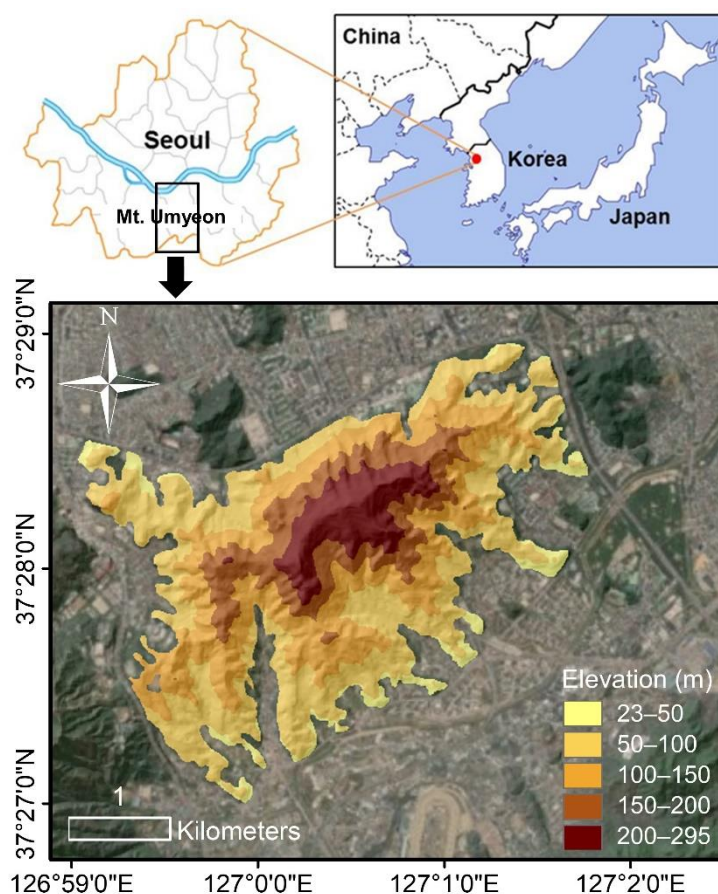 China
Seoul
Korea
Mt. Umyeon
Japan
N
37°29'0"N
37°28'0"N
37°27'0"N
Elevation (m)
23–50
50–100
100–150
150–200
200–295
1
Kilometers
126°59'0"E
127°0'0"E
127°1'0"E
127°2'0"E